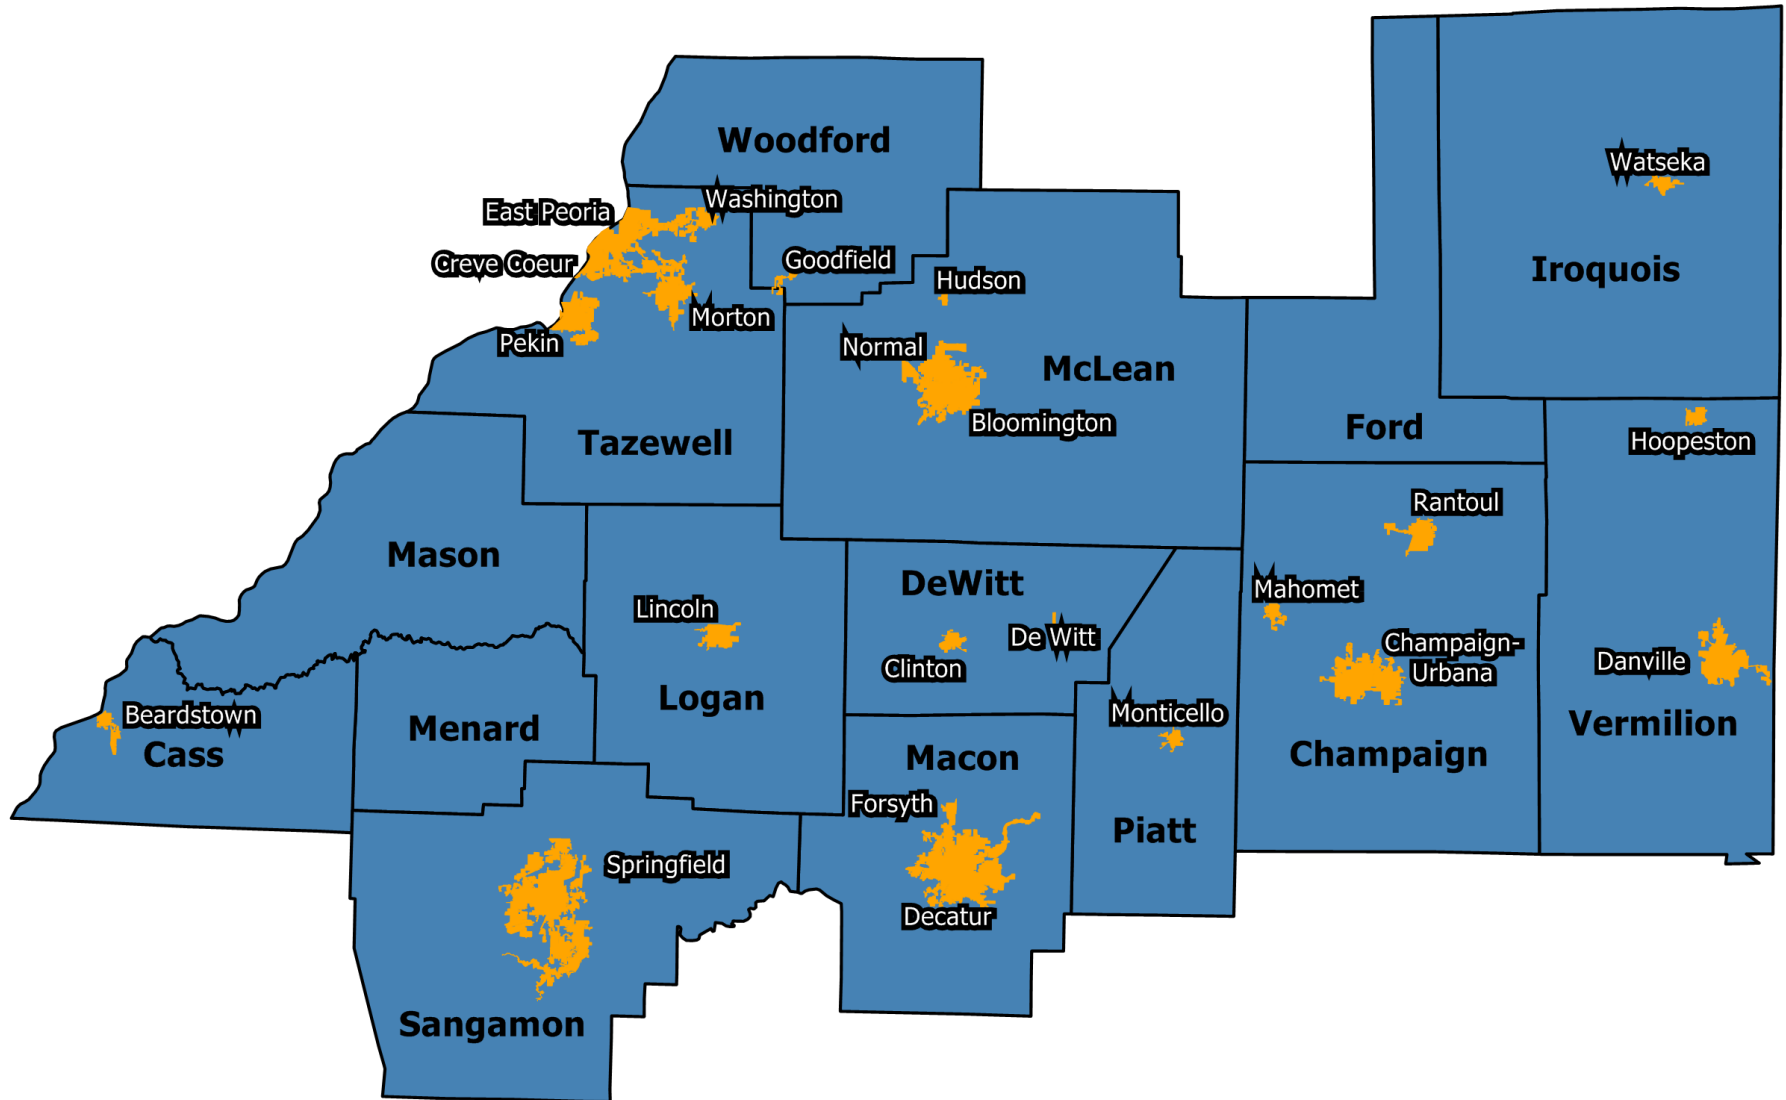 Woodford
Watseka
Washington
East Peoria
Goodfield
Creve Coeur
Iroquois
Hudson
Morton
Pekin
Normal
McLean
Bloomington
Ford
Tazewell
Hoopeston
Rantoul
Mason
DeWitt
Mahomet
Lincoln
De Witt
Champaign-
Urbana
Clinton
Danville
Logan
Monticello
Beardstown
Menard
Vermilion
Cass
Macon
Champaign
Forsyth
Piatt
Springfield
Decatur
Sangamon